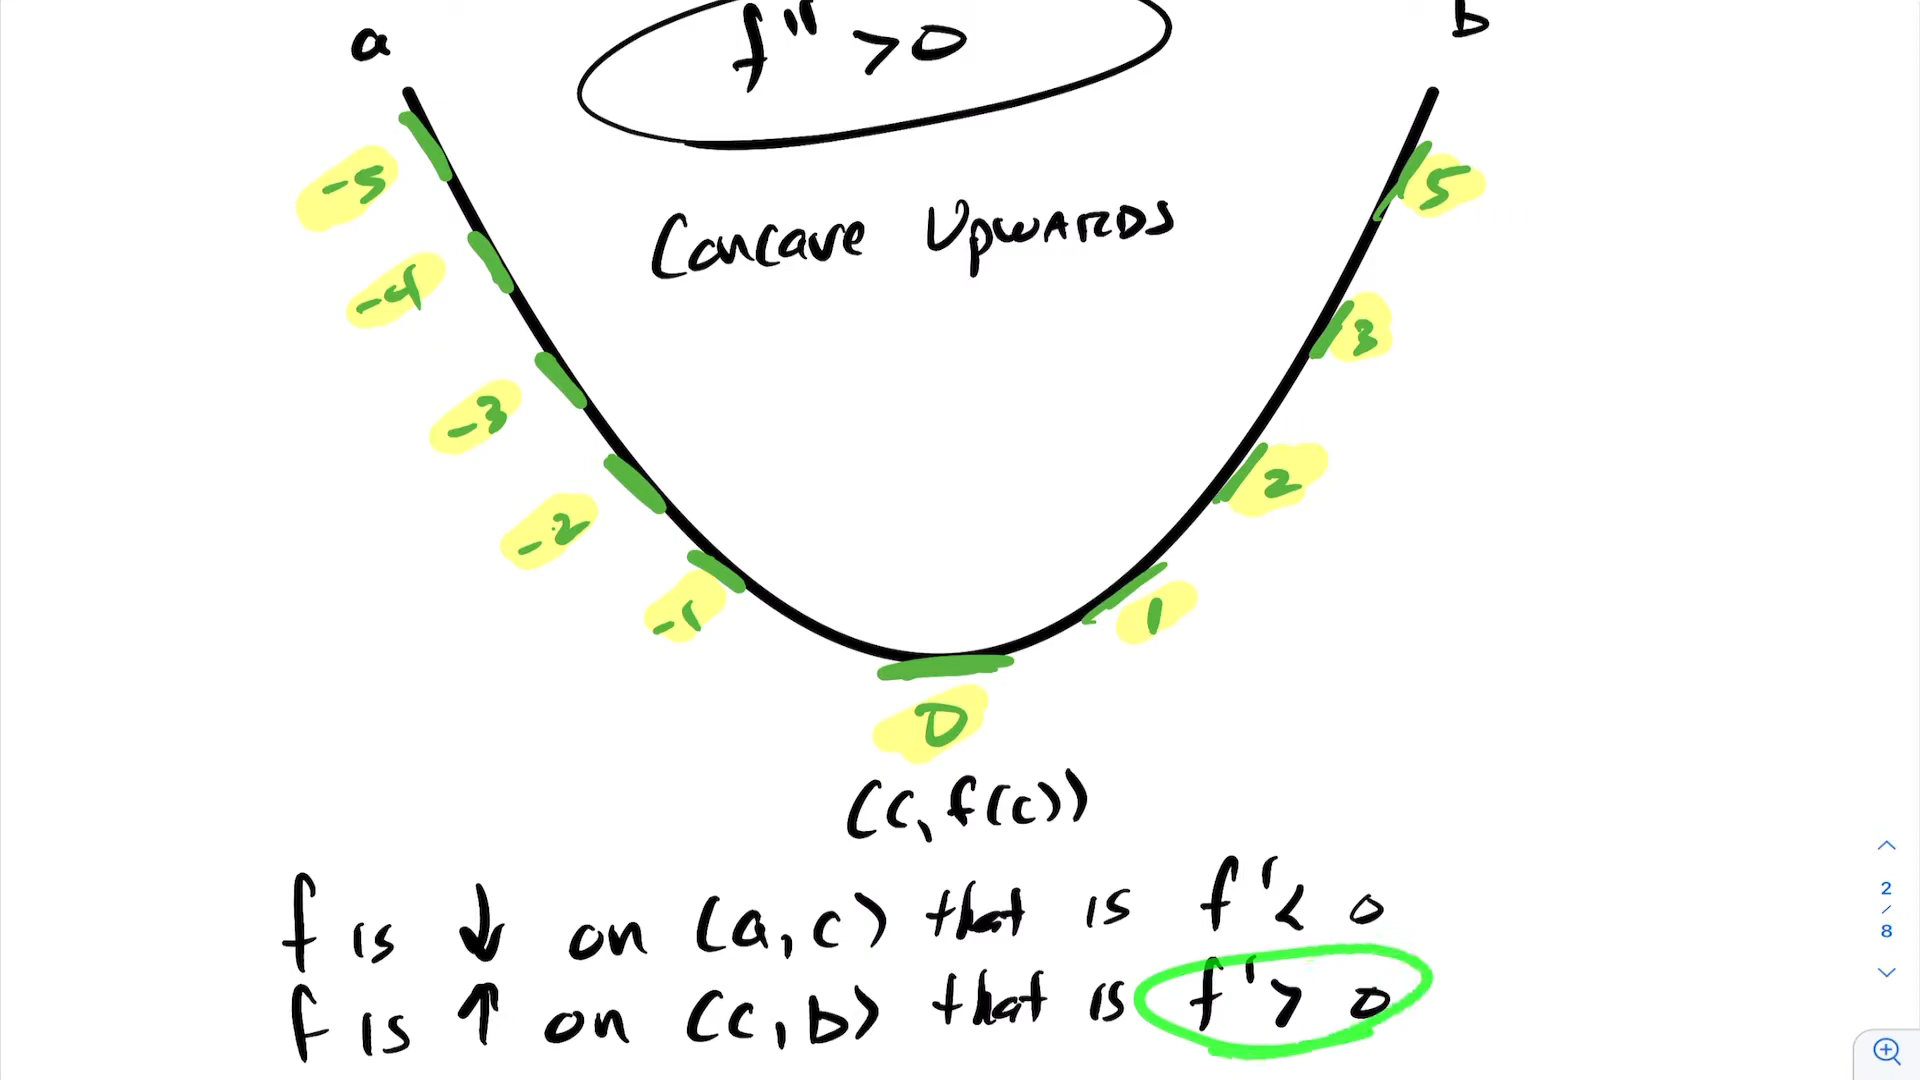 a
f'' > 0
b
-5
5
Concave Upwards
-4
3
-3
2
-2
-1
1
0
(c, f(c))
f is ↓ on (a, c) that is f' < 0
f is ↑ on (c, b) that is f' > 0
2
/
8